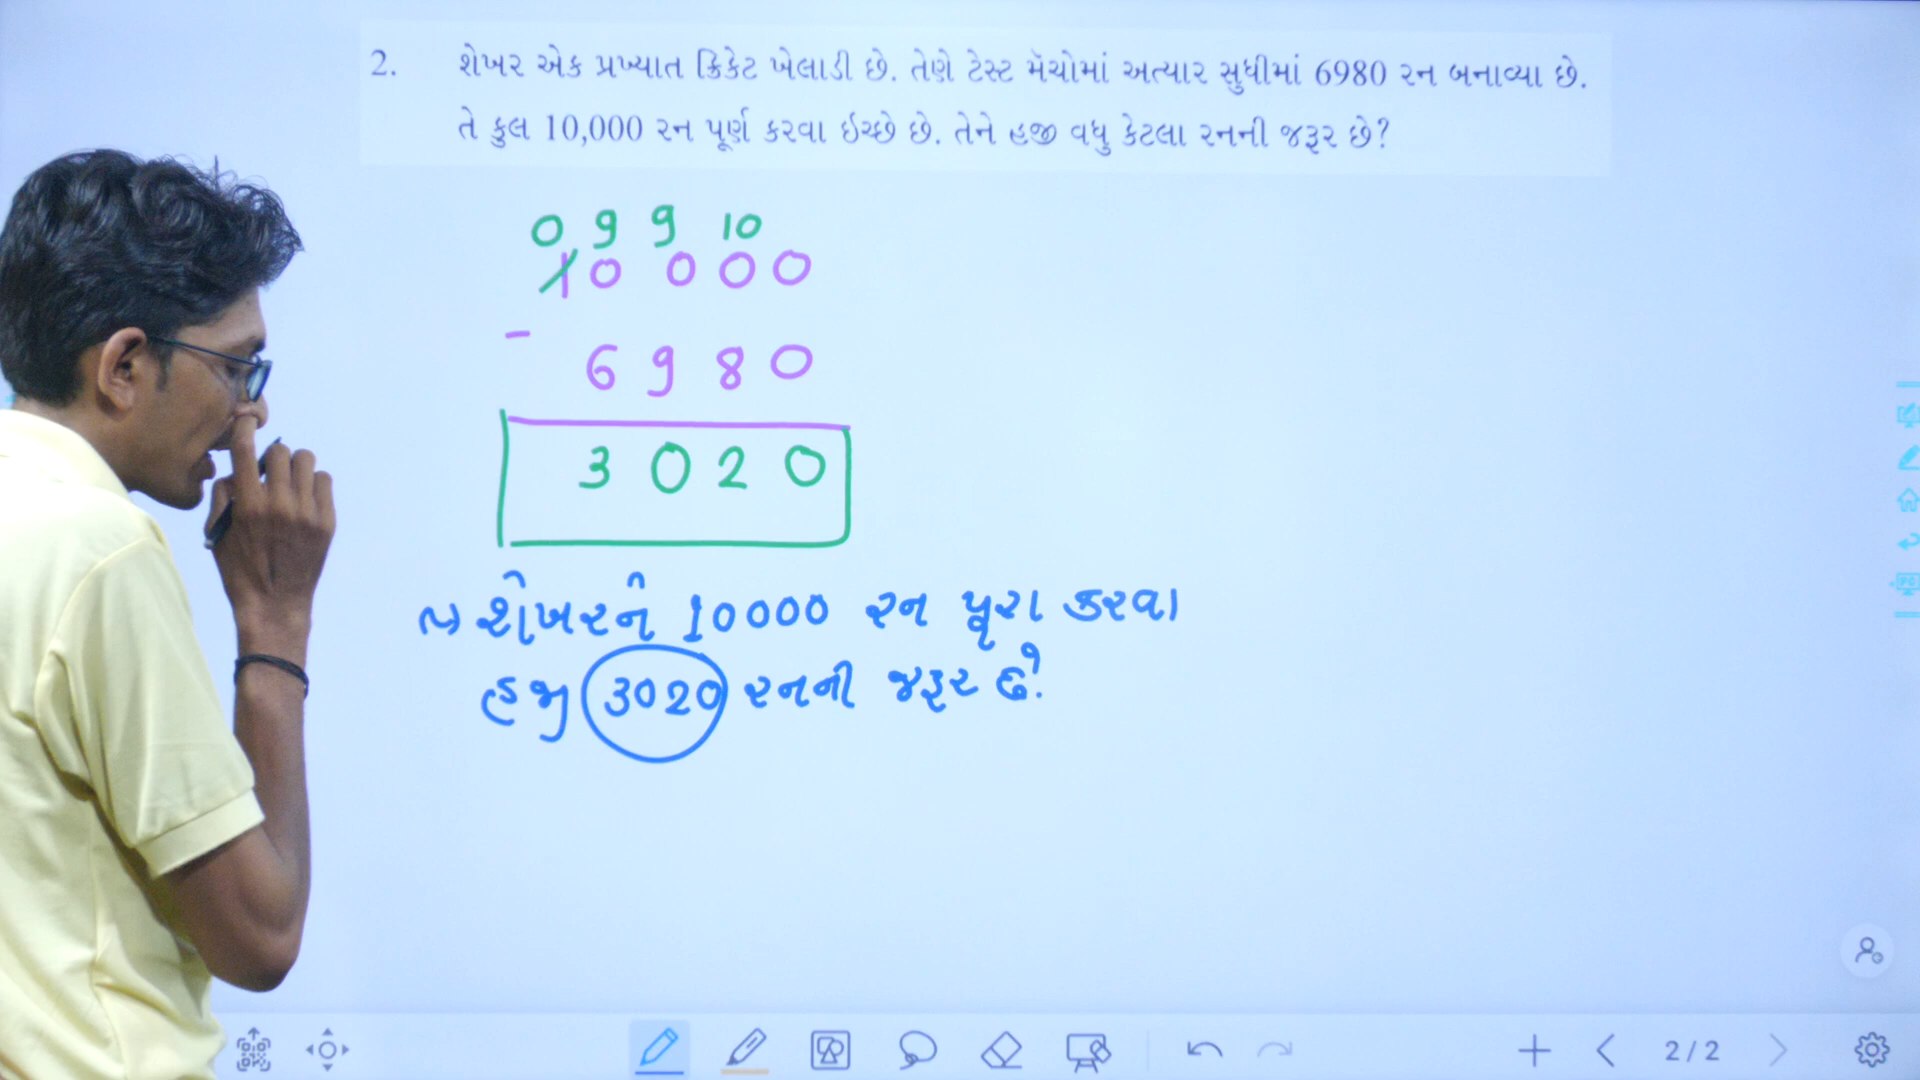 2. શેખર એક પ્રખ્યાત ક્રિકેટ ખેલાડી છે. તેણે ટેસ્ટ મૅચોમાં અત્યાર સુધીમાં 6980 રન બનાવ્યા છે.
તે કુલ 10,000 રન પૂર્ણ કરવા ઇચ્છે છે. તેને હજી વધુ કેટલા રનની જરૂર છે?
0 9 9 10
1 0 0 0 0
- 6 9 8 0
3 0 2 0
→ શેખરને 10000 રન પૂરા કરવા
હજી 3020 રનની જરૂર છે.
2/2